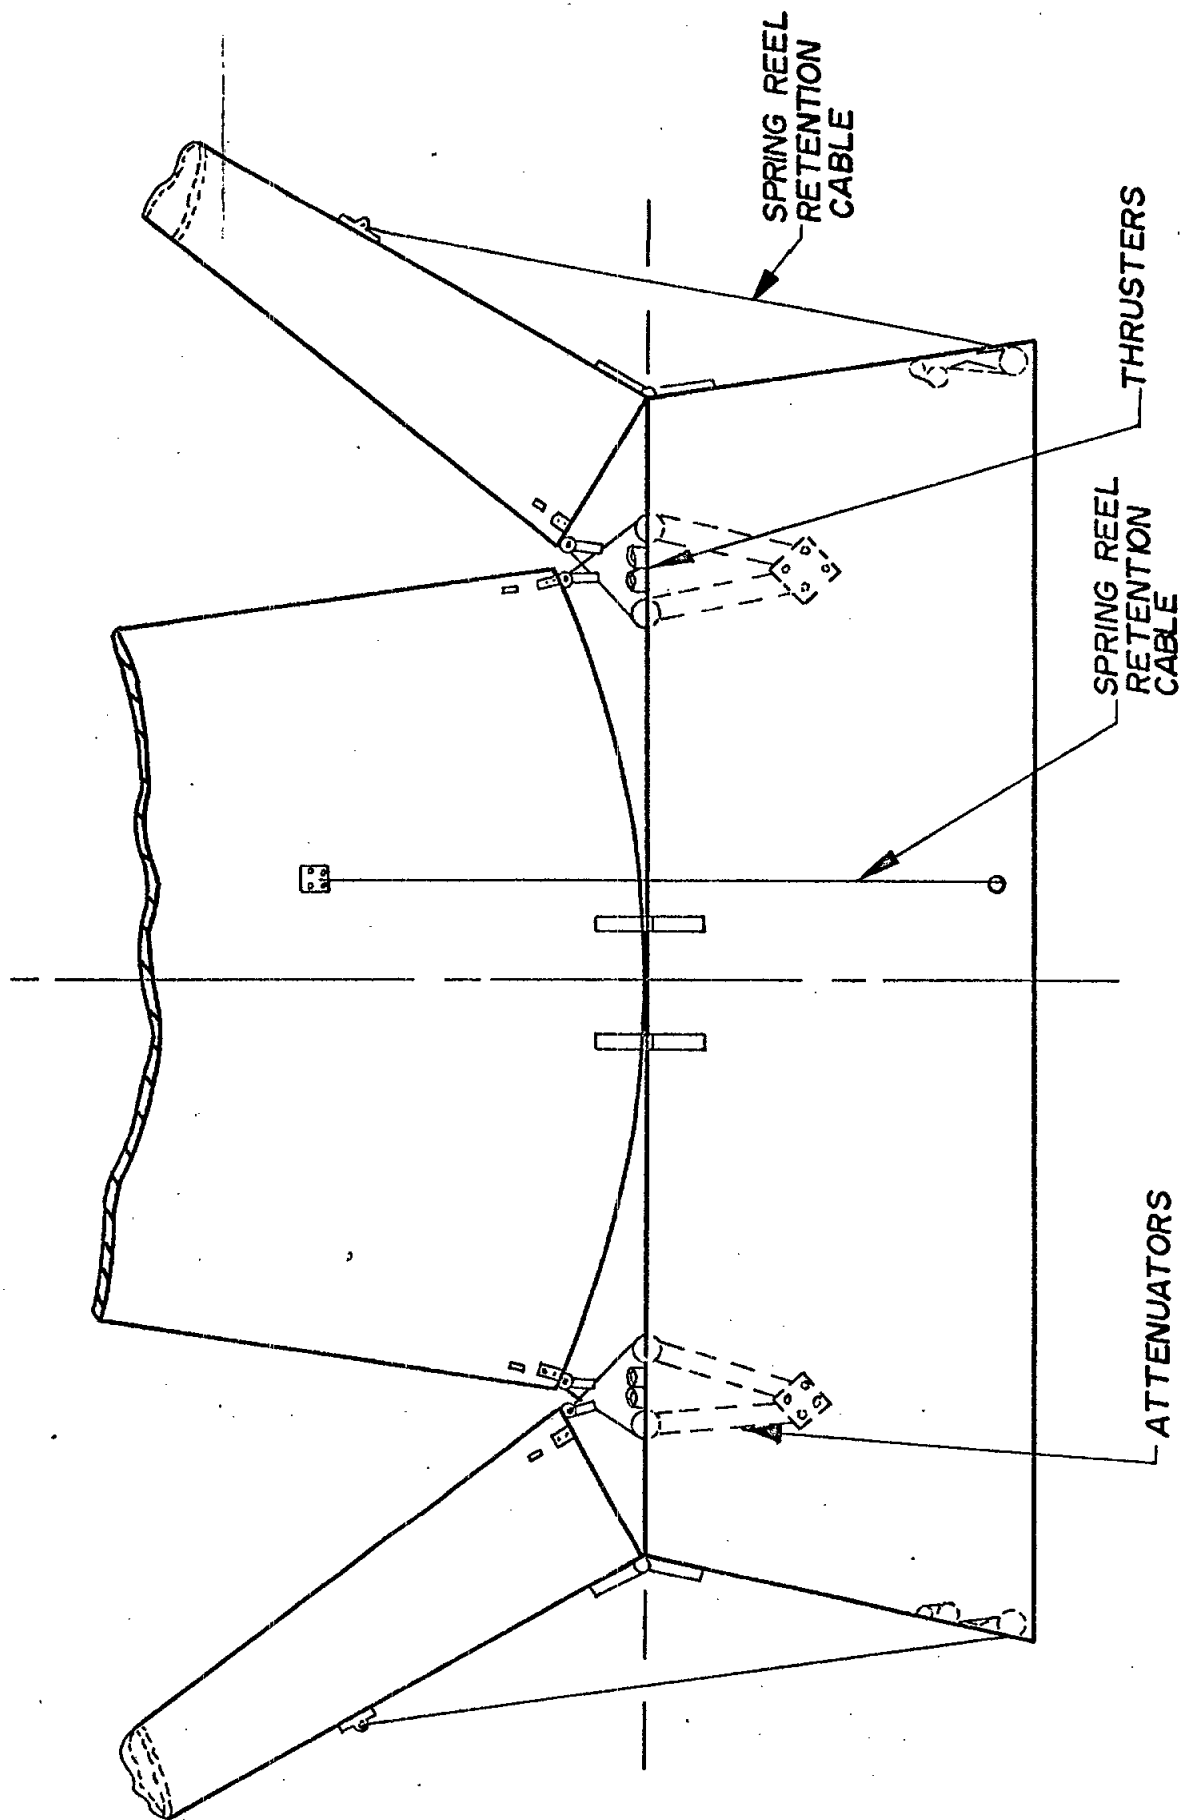 SPRING REEL
RETENTION
CABLE
THRUSTERS
SPRING REEL
RETENTION
CABLE
ATTENUATORS